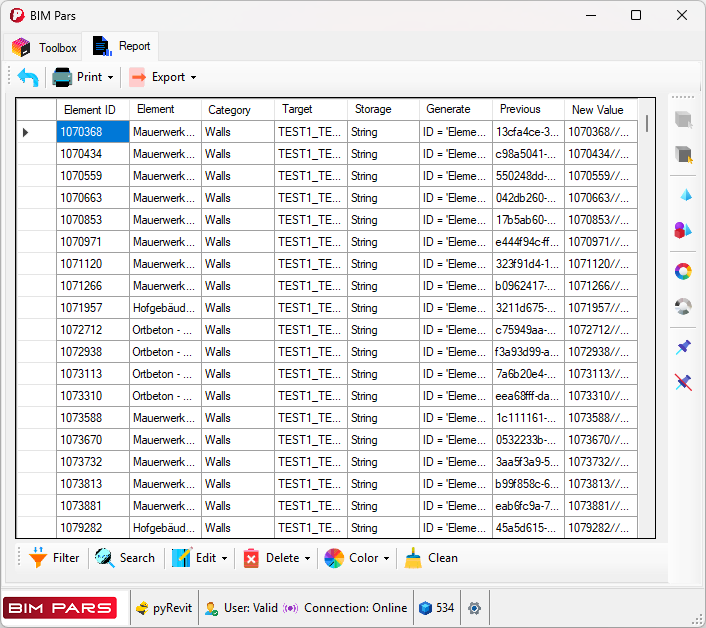 BIM Pars
Toolbox Report
Print Export
Element ID Element Category Target Storage Generate Previous New Value
1070368 Mauerwerk... Walls TEST1_TE... String ID = 'Eleme... 13cfa4ce-3... 1070368//...
1070434 Mauerwerk... Walls TEST1_TE... String ID = 'Eleme... c98a5041-... 1070434//...
1070559 Mauerwerk... Walls TEST1_TE... String ID = 'Eleme... 550248dd-... 1070559//...
1070663 Mauerwerk... Walls TEST1_TE... String ID = 'Eleme... 042db260-... 1070663//...
1070853 Mauerwerk... Walls TEST1_TE... String ID = 'Eleme... 17b5ab60-... 1070853//...
1070971 Mauerwerk... Walls TEST1_TE... String ID = 'Eleme... e444f94c-ff... 1070971//...
1071120 Mauerwerk... Walls TEST1_TE... String ID = 'Eleme... 323f91d4-1... 1071120//...
1071266 Mauerwerk... Walls TEST1_TE... String ID = 'Eleme... b0962417-... 1071266//...
1071957 Hofgebäud... Walls TEST1_TE... String ID = 'Eleme... 3211d675-... 1071957//...
1072712 Ortbeton - ... Walls TEST1_TE... String ID = 'Eleme... c75949aa-... 1072712//...
1072938 Ortbeton - ... Walls TEST1_TE... String ID = 'Eleme... f3a93d99-a... 1072938//...
1073113 Ortbeton - ... Walls TEST1_TE... String ID = 'Eleme... 7a6b20e4-... 1073113//...
1073310 Ortbeton - ... Walls TEST1_TE... String ID = 'Eleme... eea68fff-da... 1073310//...
1073588 Mauerwerk... Walls TEST1_TE... String ID = 'Eleme... 1c111161-... 1073588//...
1073670 Mauerwerk... Walls TEST1_TE... String ID = 'Eleme... 0532233b-... 1073670//...
1073732 Mauerwerk... Walls TEST1_TE... String ID = 'Eleme... 3aa5f3a9-5... 1073732//...
1073813 Mauerwerk... Walls TEST1_TE... String ID = 'Eleme... b99f858c-6... 1073813//...
1073881 Mauerwerk... Walls TEST1_TE... String ID = 'Eleme... eab6fc9a-7... 1073881//...
1079282 Hofgebäud... Walls TEST1_TE... String ID = 'Eleme... 45a5d615-... 1079282//...
Filter Search Edit Delete Color Clean
BIM PARS pyRevit User: Valid Connection: Online 534